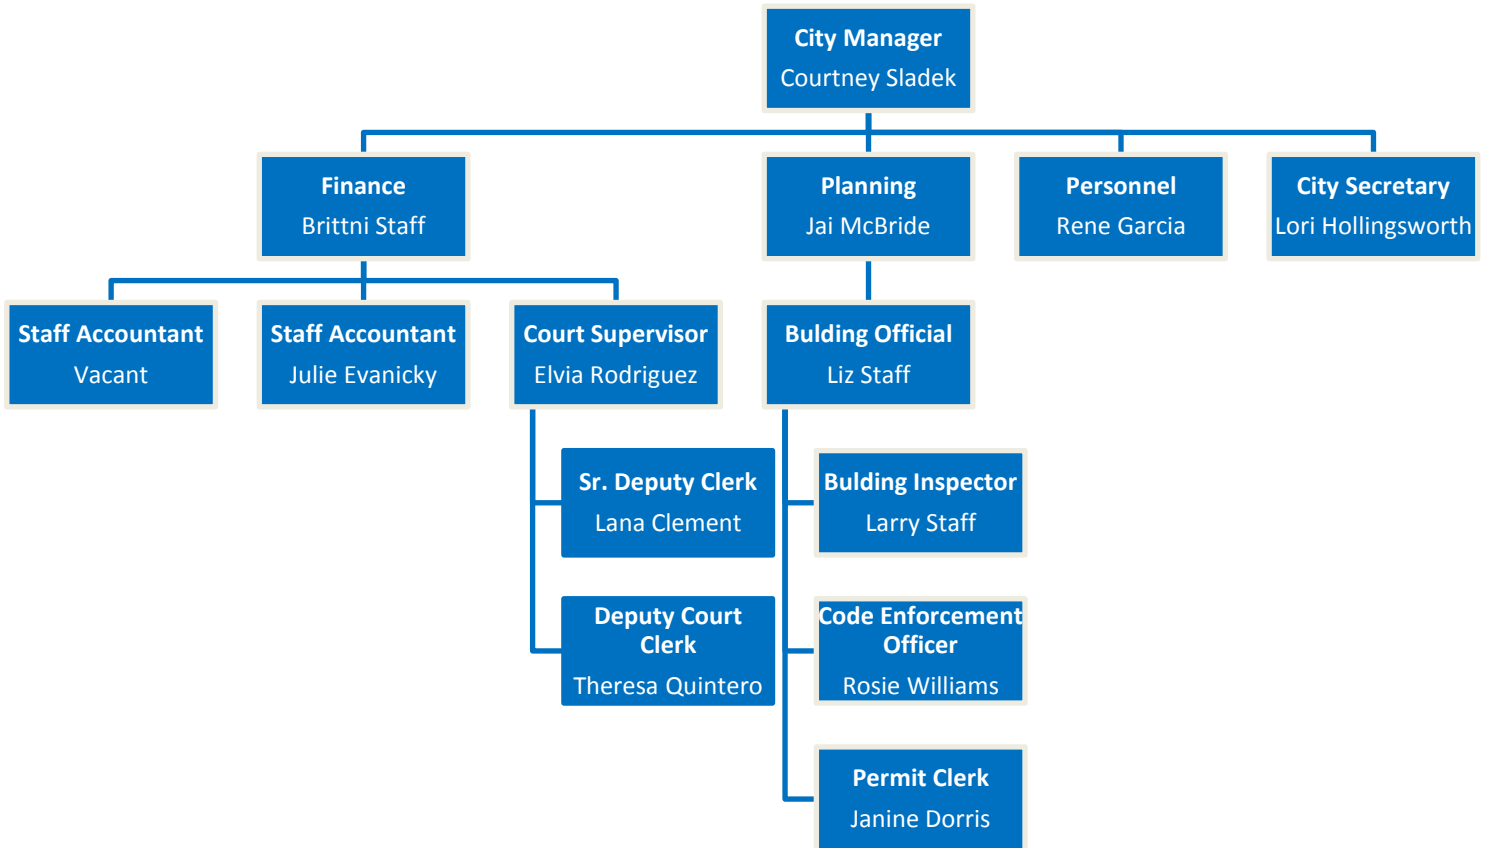 City Manager
Courtney Sladek
Finance
Brittni Staff
Planning
Jai McBride
Personnel
Rene Garcia
City Secretary
Lori Hollingsworth
Staff Accountant
Vacant
Staff Accountant
Julie Evanicky
Court Supervisor
Elvia Rodriguez
Bulding Official
Liz Staff
Sr. Deputy Clerk
Lana Clement
Bulding Inspector
Larry Staff
Deputy Court
Clerk
Theresa Quintero
Code Enforcement
Officer
Rosie Williams
Permit Clerk
Janine Dorris